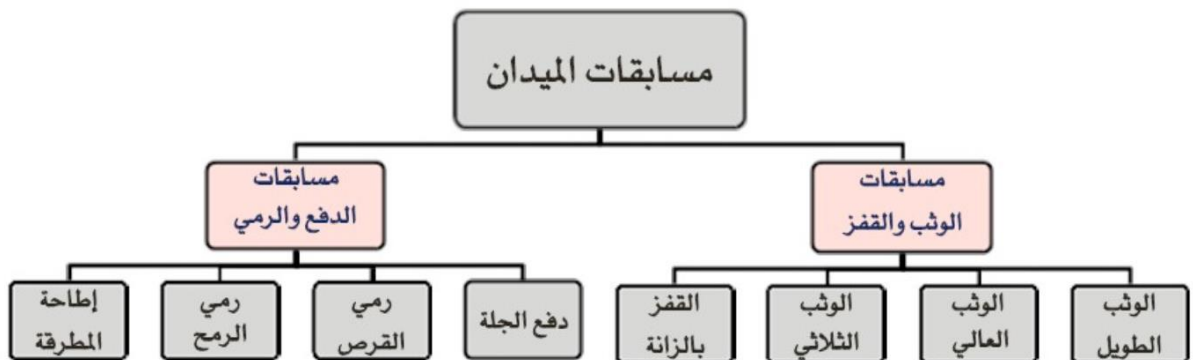 مسابقات الميدان
مسابقات
الوثب والقفز
مسابقات
الدفع والرمي
الوثب
الطويل
الوثب
العالي
الوثب
الثلاثي
القفز
بالزانة
دفع الجلة
رمي
القرص
رمي
الرمح
إطاحة
المطرقة